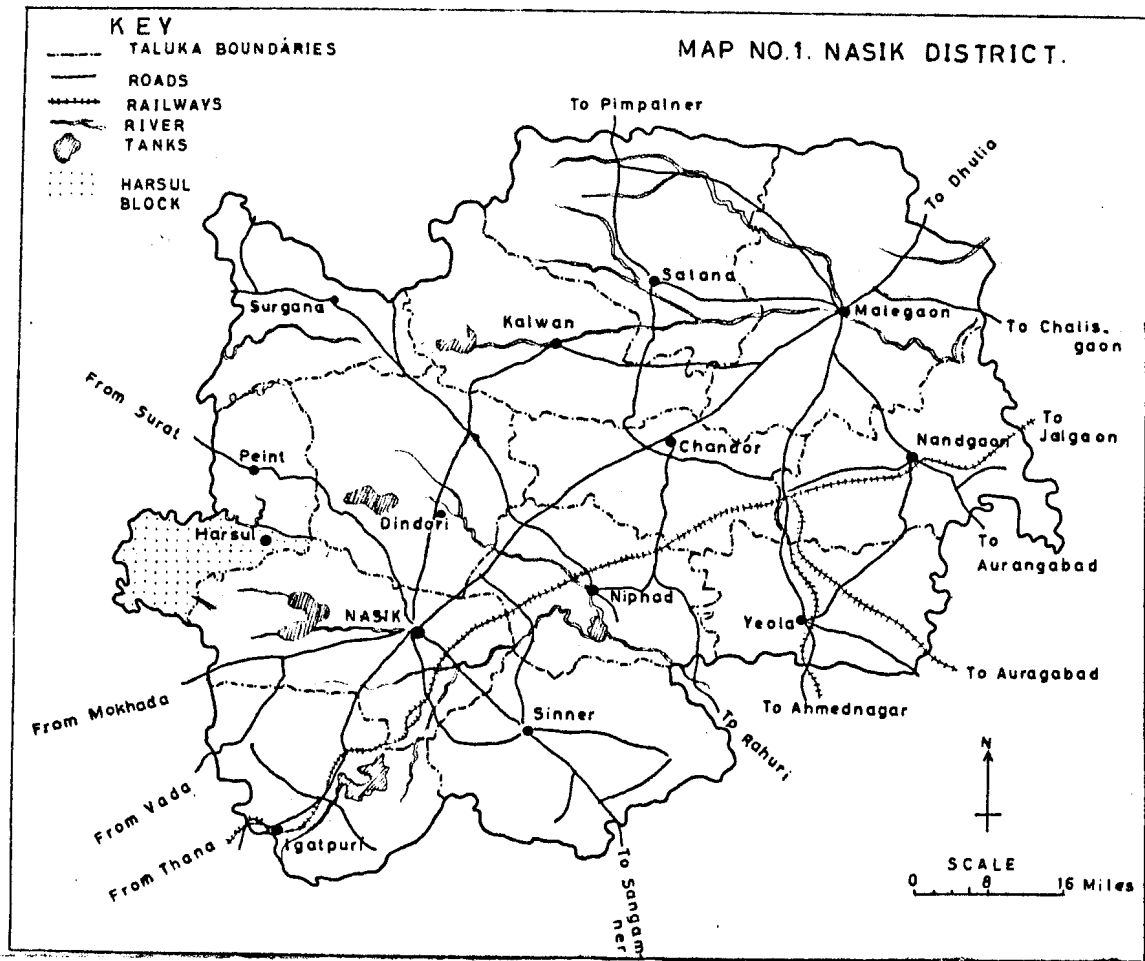 KEY
TALUKA BOUNDARIES
ROADS
RAILWAYS
RIVER
TANKS
HARSUL
BLOCK
MAP NO.1. NASIK DISTRICT.
To Pimpalner
To Dhulia
Satana
Surgana
Malegaon
Kalwan
To Chalis.
gaon
From Surat
To
Jalgaon
Chandor
Nandgaon
Peint
Dindori
Harsul
To
Aurangabad
Niphad
NASIK
Yeola
To Auragabad
From Mokhada
To Ahmednagar
Sinner
To Rahuri
N
From Vada
Igatpuri
From Thana
To Sangam
ner
SCALE
0 8 16 Miles